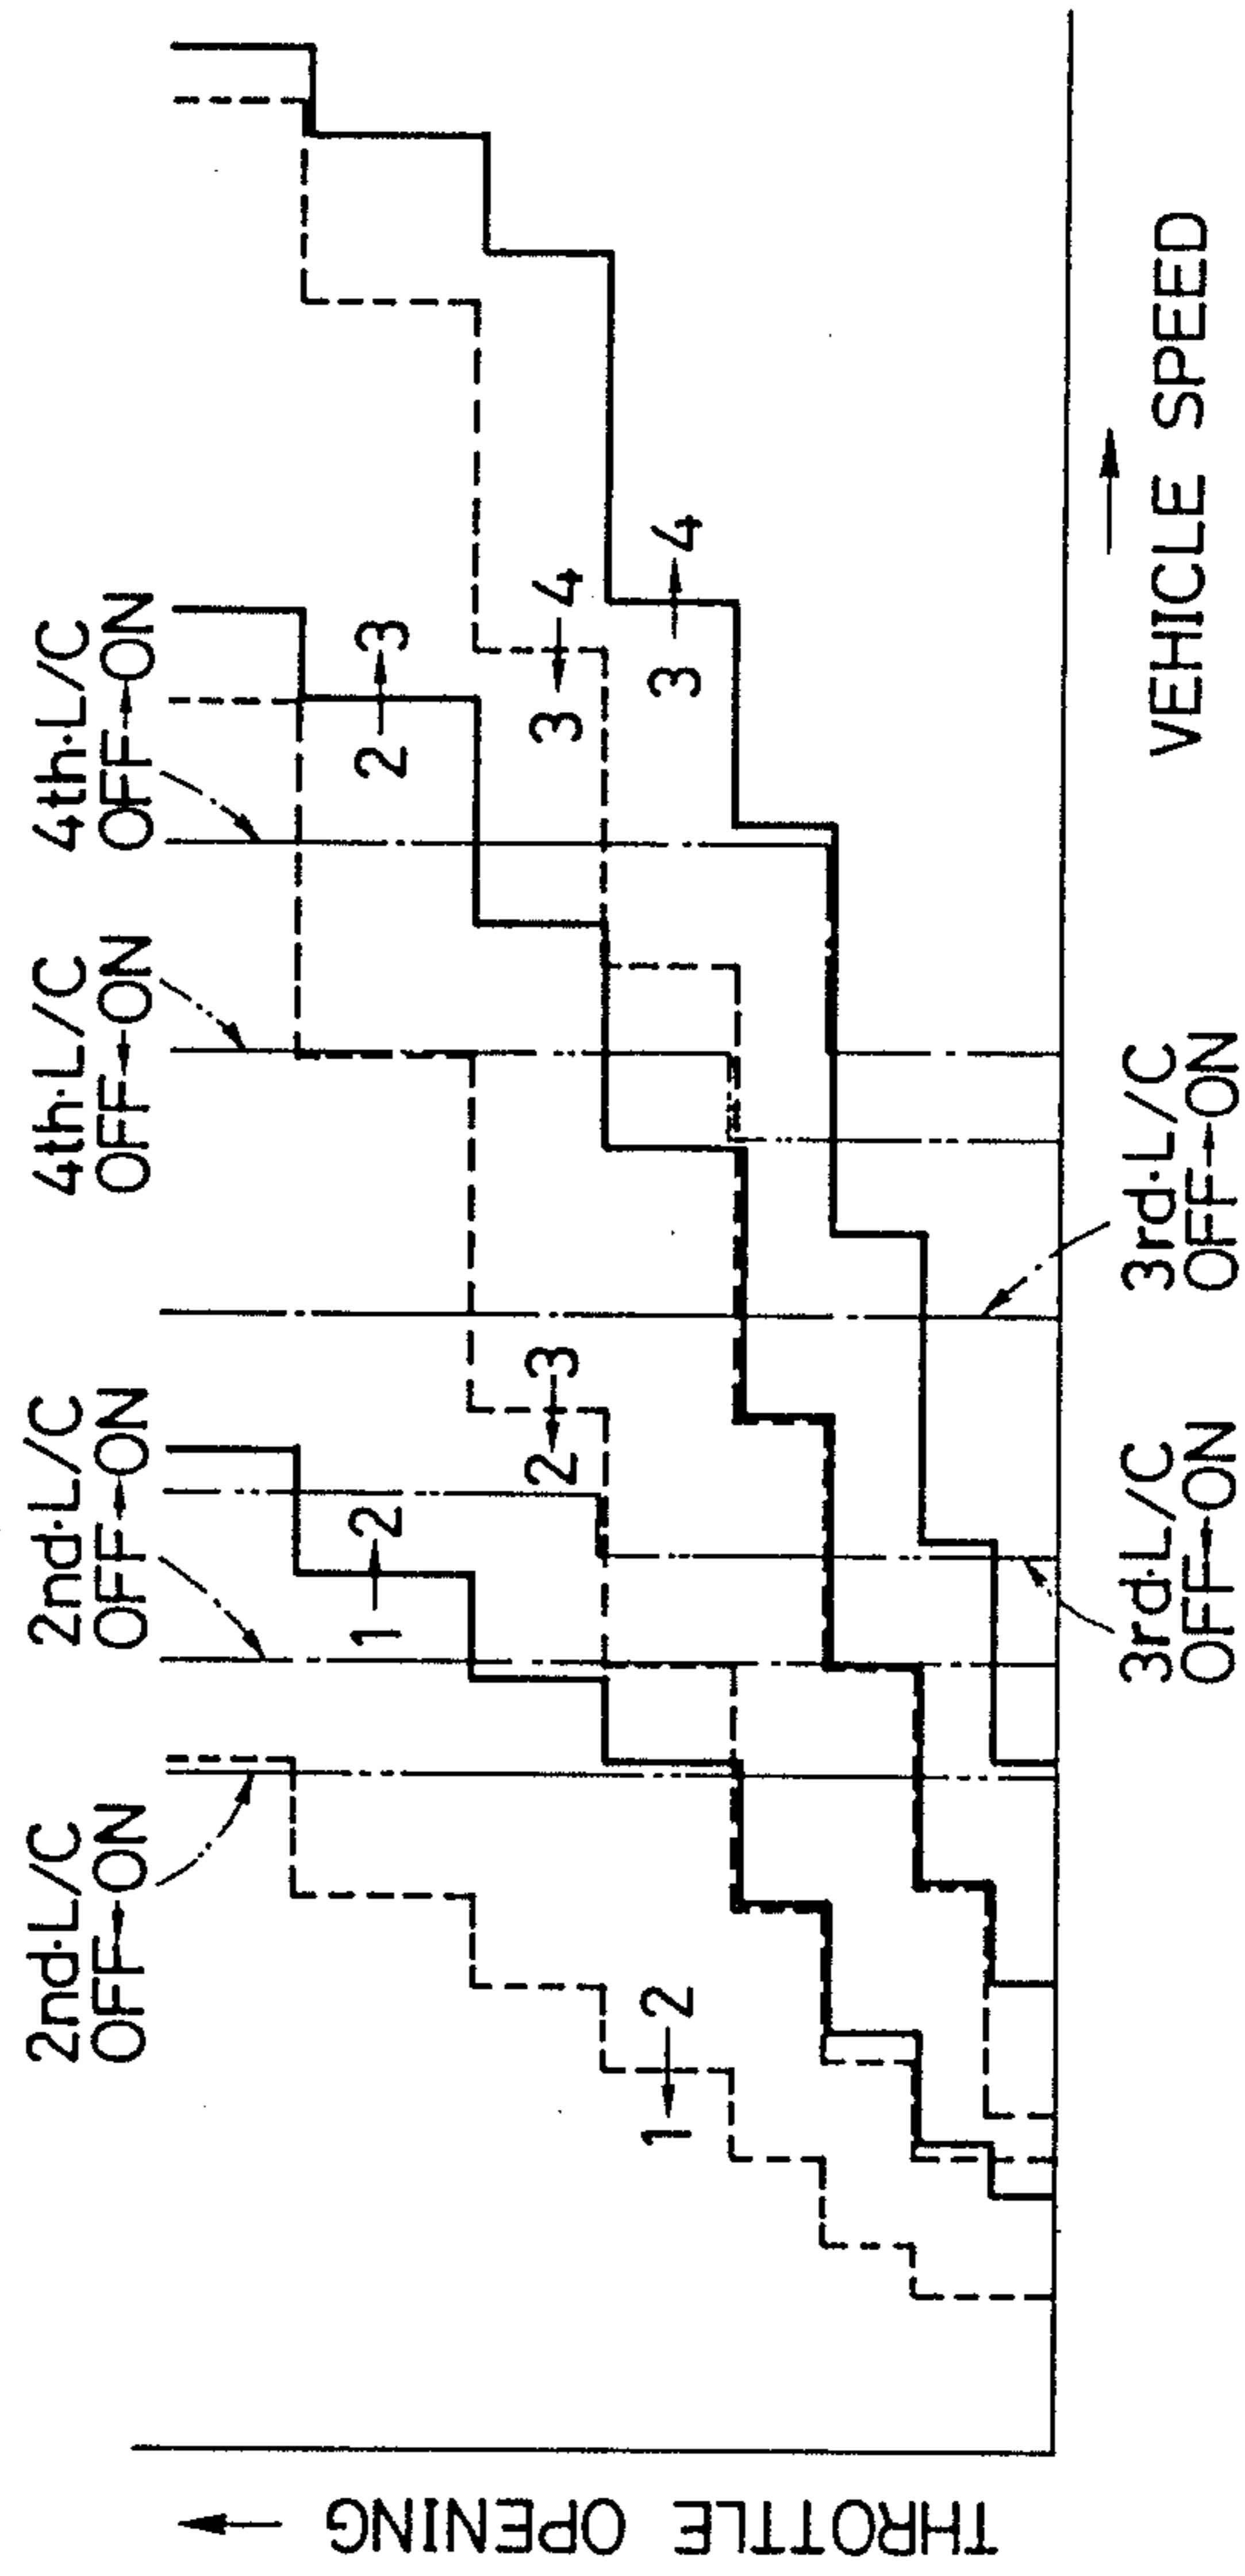 2nd·L/C
OFF←ON
2nd·L/C
OFF→ON
4th·L/C
OFF←ON
4th·L/C
OFF→ON
1→2
2→3
1←2
2←3
3←4
3→4
3rd·L/C
OFF←ON
3rd·L/C
OFF→ON
THROTTLE OPENING →
→
VEHICLE SPEED